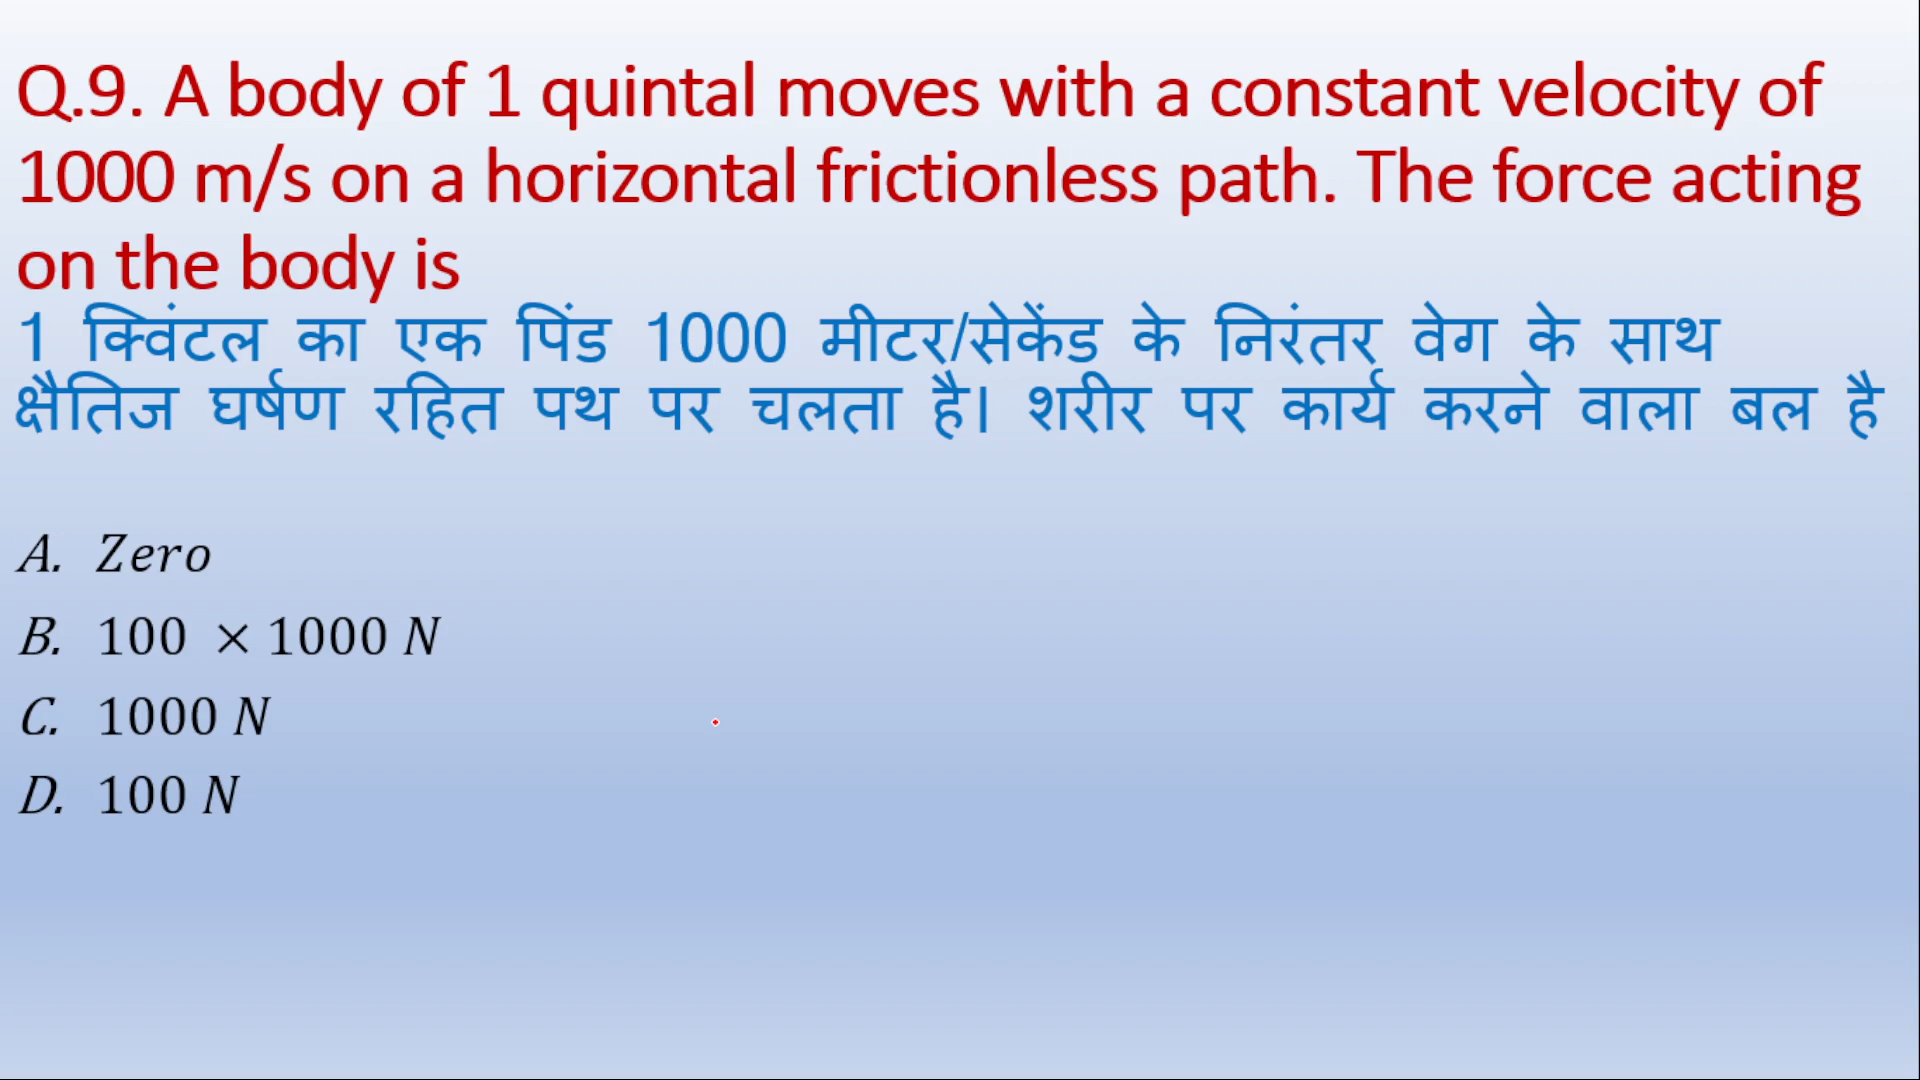 Q.9. A body of 1 quintal moves with a constant velocity of
1000 m/s on a horizontal frictionless path. The force acting
on the body is
1 क्विंटल का एक पिंड 1000 मीटर/सेकेंड के निरंतर वेग के साथ
क्षैतिज घर्षण रहित पथ पर चलता है। शरीर पर कार्य करने वाला बल है
A. Zero
B. 100 × 1000 N
C. 1000 N
D. 100 N